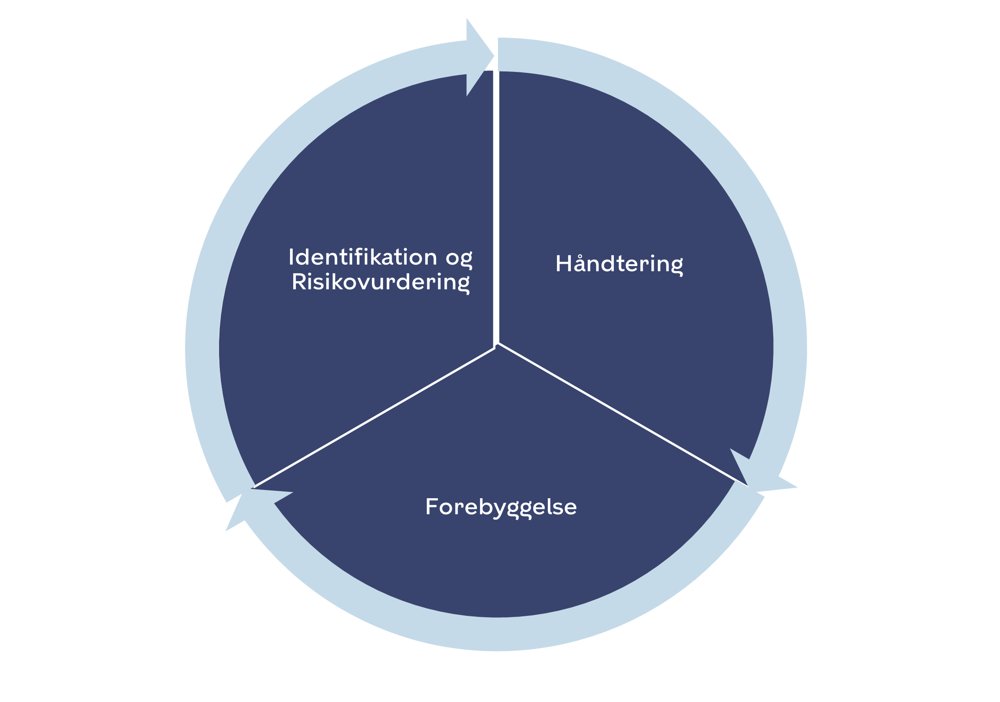 Identifikation og
Risikovurdering
Håndtering
Forebyggelse